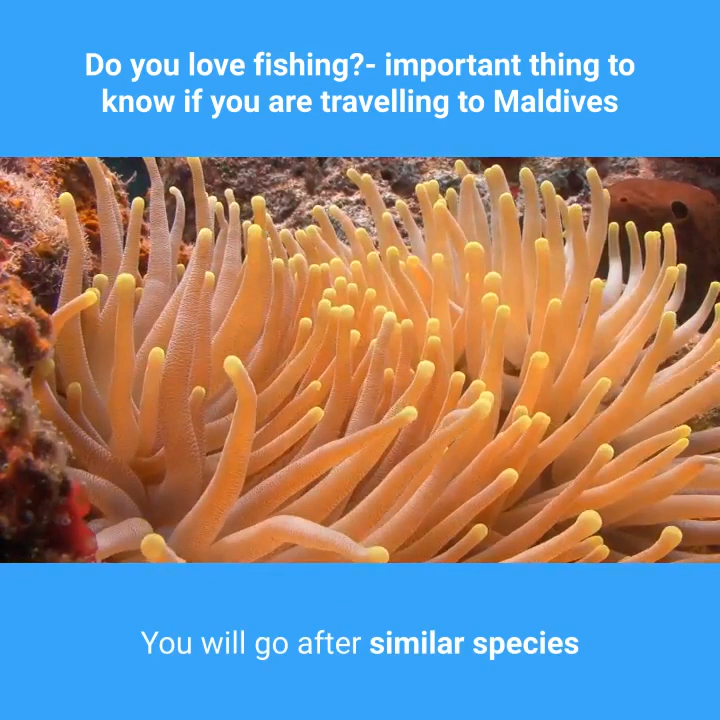 Do you love fishing?- important thing to
know if you are travelling to Maldives
You will go after similar species